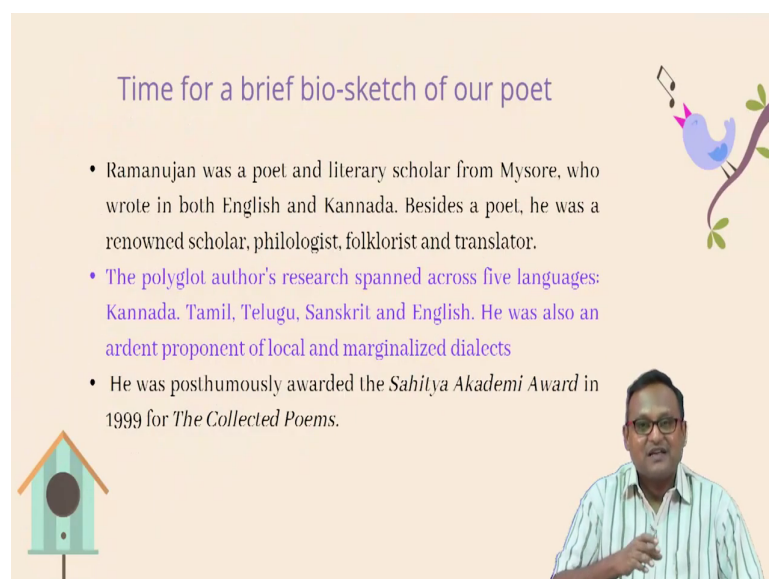 Time for a brief bio-sketch of our poet
• Ramanujan was a poet and literary scholar from Mysore, who
wrote in both English and Kannada. Besides a poet, he was a
renowned scholar, philologist, folklorist and translator.
• The polyglot author's research spanned across five languages:
Kannada. Tamil, Telugu, Sanskrit and English. He was also an
ardent proponent of local and marginalized dialects
• He was posthumously awarded the Sahitya Akademi Award in
1999 for The Collected Poems.